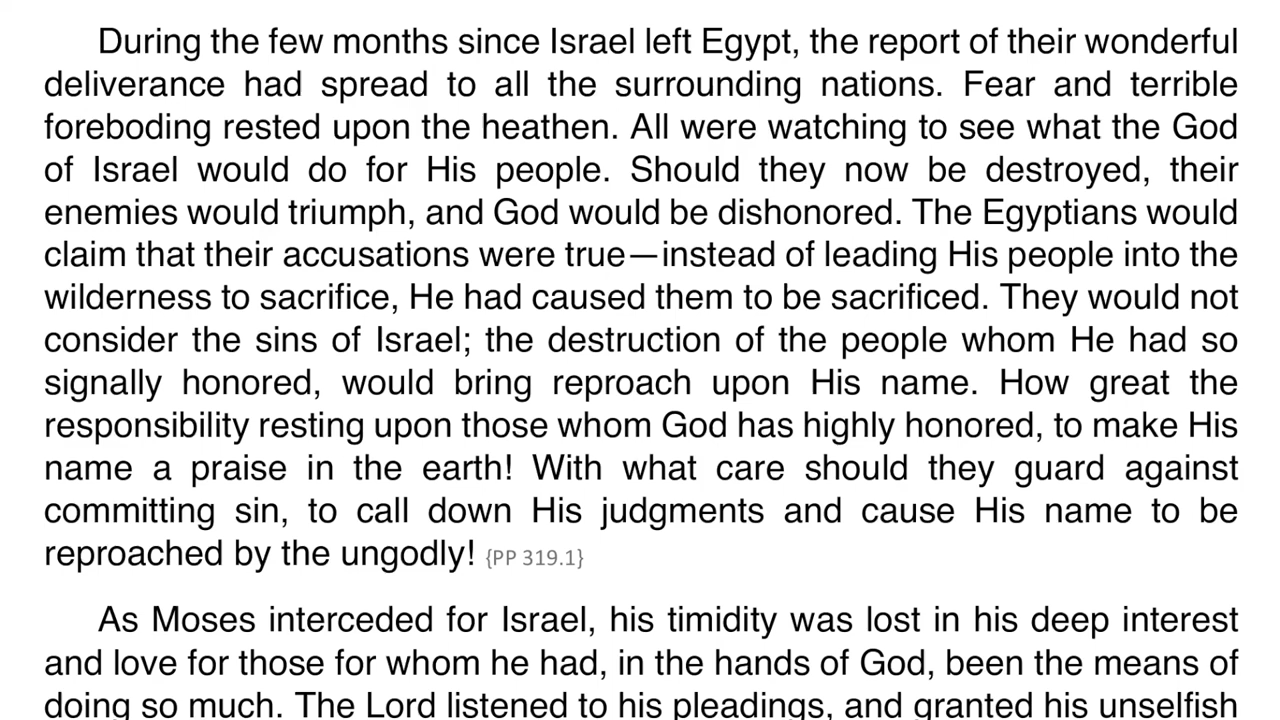 During the few months since Israel left Egypt, the report of their wonderful
deliverance had spread to all the surrounding nations. Fear and terrible
foreboding rested upon the heathen. All were watching to see what the God
of Israel would do for His people. Should they now be destroyed, their
enemies would triumph, and God would be dishonored. The Egyptians would
claim that their accusations were true—instead of leading His people into the
wilderness to sacrifice, He had caused them to be sacrificed. They would not
consider the sins of Israel; the destruction of the people whom He had so
signally honored, would bring reproach upon His name. How great the
responsibility resting upon those whom God has highly honored, to make His
name a praise in the earth! With what care should they guard against
committing sin, to call down His judgments and cause His name to be
reproached by the ungodly! {PP 319.1}
As Moses interceded for Israel, his timidity was lost in his deep interest
and love for those for whom he had, in the hands of God, been the means of
doing so much. The Lord listened to his pleadings, and granted his unselfish